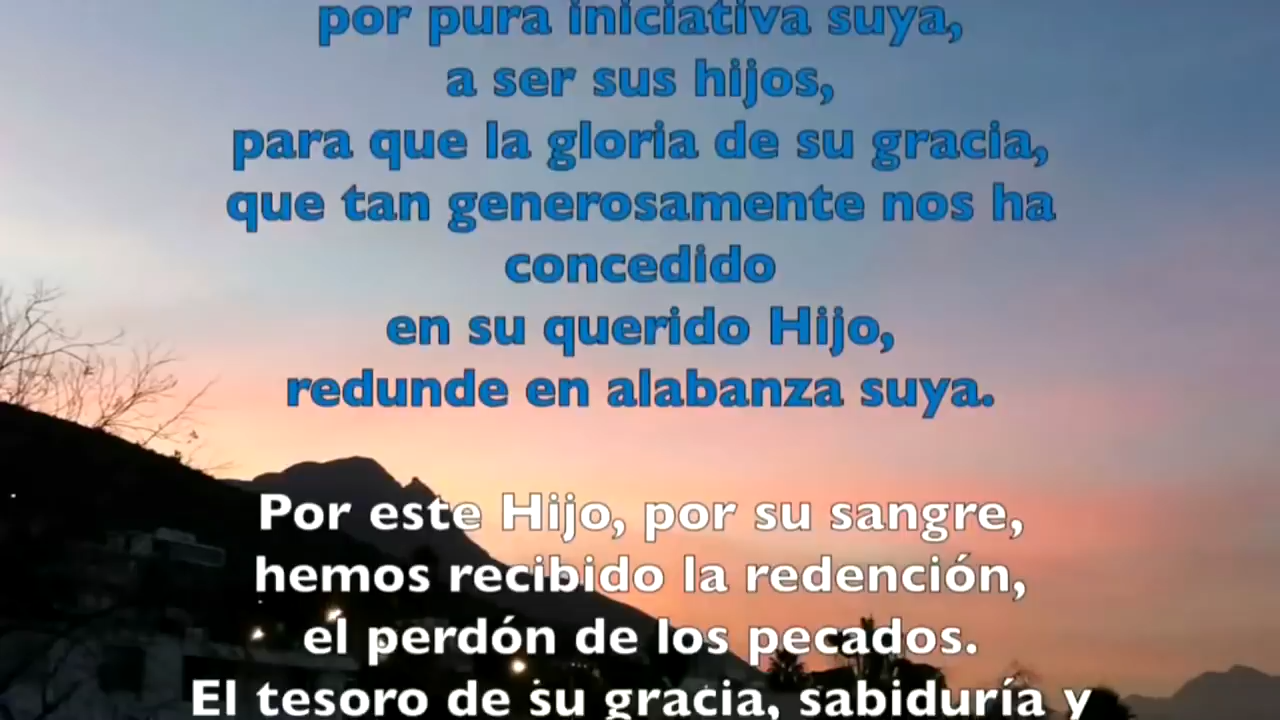 por pura iniciativa suya,
a ser sus hijos,
para que la gloria de su gracia,
que tan generosamente nos ha
concedido
en su querido Hijo,
redunde en alabanza suya.
Por este Hijo, por su sangre,
hemos recibido la redención,
el perdón de los pecados.
El tesoro de su gracia, sabiduría y